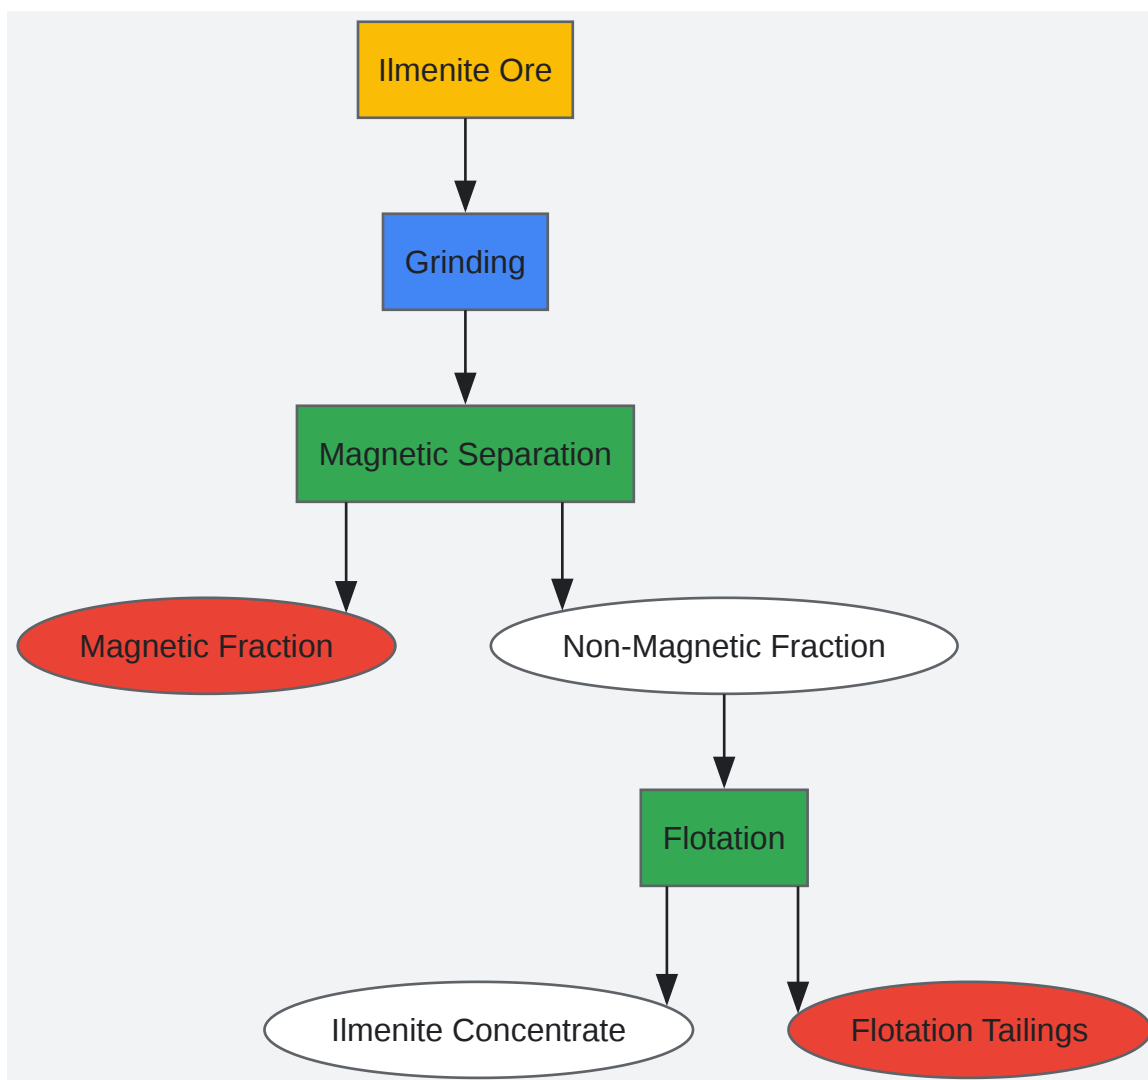 Ilmenite Ore
Grinding
Magnetic Separation
Magnetic Fraction
Non-Magnetic Fraction
Flotation
Ilmenite Concentrate
Flotation Tailings